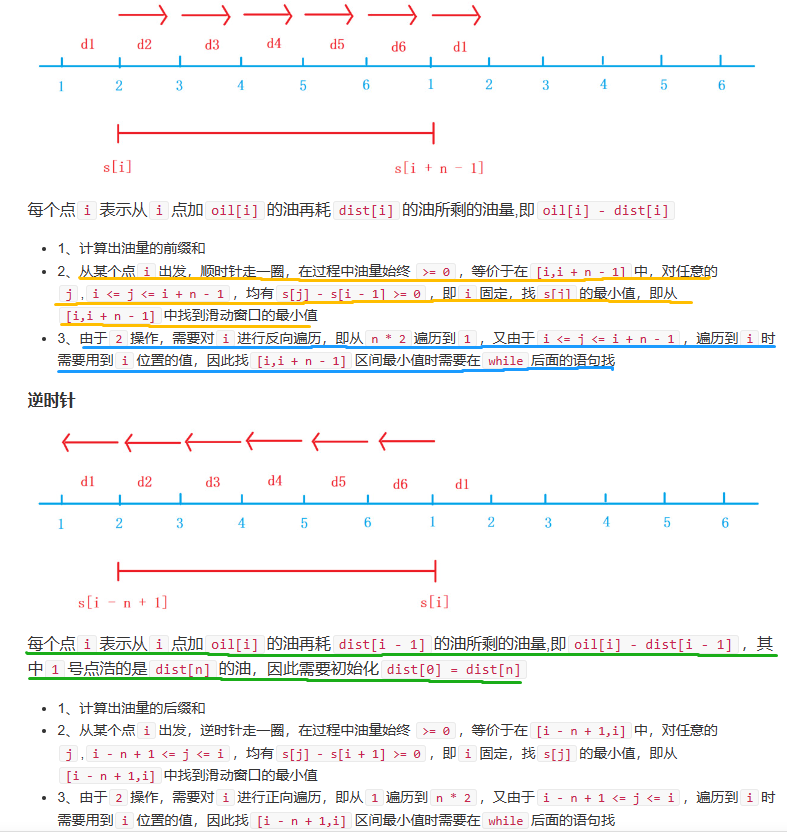 d1 d2 d3 d4 d5 d6 d1
1 2 3 4 5 6 1 2 3 4 5 6
s[i] s[i + n - 1]
每个点 i 表示从 i 点加 oil[i] 的油再耗 dist[i] 的油所剩的油量,即 oil[i] - dist[i]
• 1、计算出油量的前缀和
• 2、从某个点 i 出发，顺时针走一圈，在过程中油量始终 >= 0 ，等价于在 [i,i + n - 1] 中，对任意的
j , i <= j <= i + n - 1 ，均有 s[j] - s[i - 1] >= 0 ，即 i 固定，找 s[j] 的最小值，即从
[i,i + n - 1] 中找到滑动窗口的最小值
• 3、由于 2 操作，需要对 i 进行反向遍历，即从 n * 2 遍历到 1 ，又由于 i <= j <= i + n - 1 ，遍历到 i 时
需要用到 i 位置的值，因此找 [i,i + n - 1] 区间最小值时需要在 while 后面的语句找
逆时针
d1 d2 d3 d4 d5 d6 d1
1 2 3 4 5 6 1 2 3 4 5 6
s[i - n + 1] s[i]
每个点 i 表示从 i 点加 oil[i] 的油再耗 dist[i - 1] 的油所剩的油量,即 oil[i] - dist[i - 1] ，其
中 1 号点浩的是 dist[n] 的油，因此需要初始化 dist[0] = dist[n]
• 1、计算出油量的后缀和
• 2、从某个点 i 出发，逆时针走一圈，在过程中油量始终 >= 0 ，等价于在 [i - n + 1,i] 中，对任意的
j , i - n + 1 <= j <= i ，均有 s[j] - s[i + 1] >= 0 ，即 i 固定，找 s[j] 的最小值，即从
[i - n + 1,i] 中找到滑动窗口的最小值
• 3、由于 2 操作，需要对 i 进行正向遍历，即从 1 遍历到 n * 2 ，又由于 i - n + 1 <= j <= i ，遍历到 i 时
需要用到 i 位置的值，因此找 [i - n + 1,i] 区间最小值时需要在 while 后面的语句找